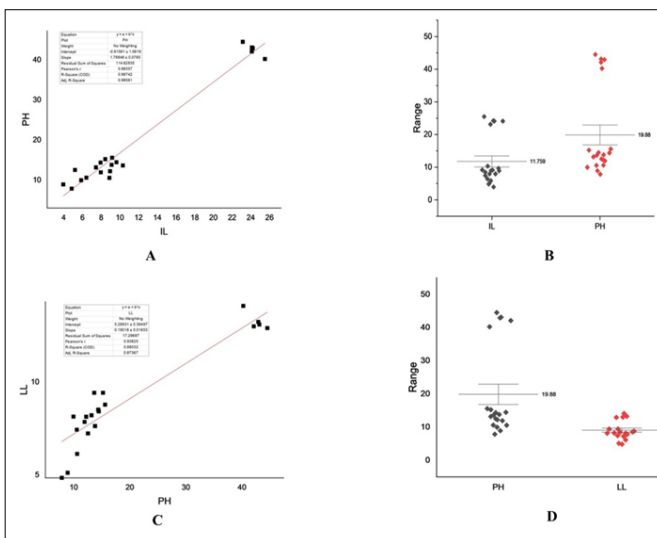 Equation y = a + b*x
Plot PH
Weight No Weighting
Intercept
Slope
Residual Sum of Squares
Pearson's r
R-Square (COD)
Adj. R-Square
PH
40
30
20
10
4 6 8 10 12 14 16 18 20 22 24 26
IL
A
Range
50
40
30
20
10
0
11.759
19.88
IL PH
B
Equation y = a + b*x
Plot LL
Weight No Weighting
Intercept
Slope
Residual Sum of Squares
Pearson's r
R-Square (COD)
Adj. R-Square
LL
10
5
10 20 30 40
PH
C
Range
50
40
30
20
10
0
19.88
PH LL
D